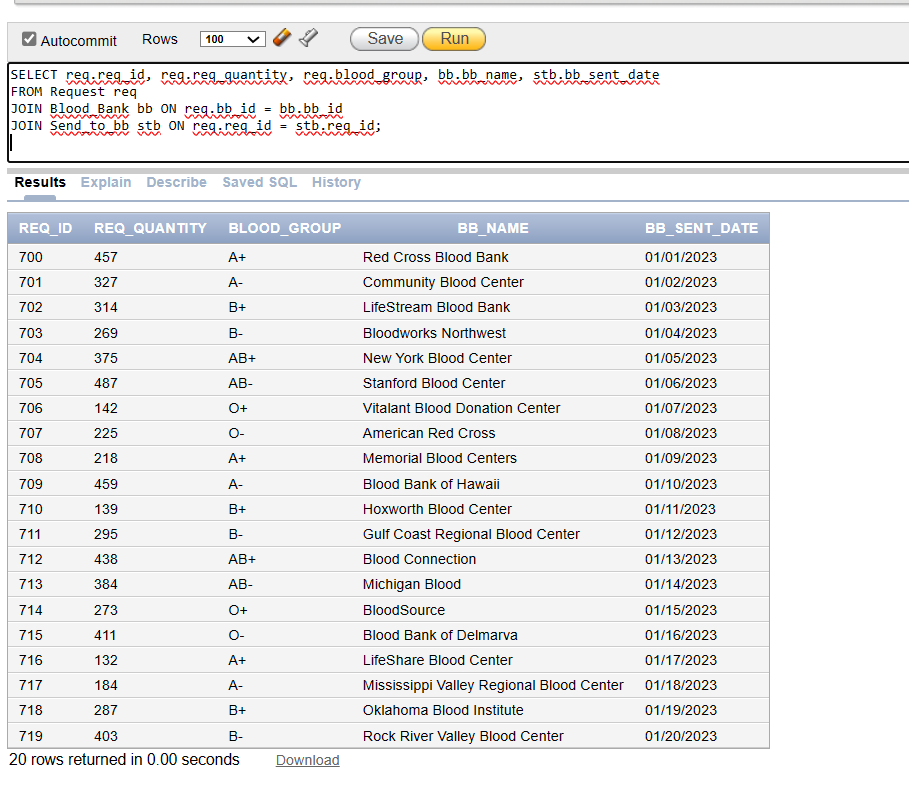 Autocommit Rows 100 Save Run
SELECT req.req_id, req.req_quantity, req.blood_group, bb.bb_name, stb.bb_sent_date
FROM Request req
JOIN Blood_Bank bb ON req.bb_id = bb.bb_id
JOIN Send_to_bb stb ON req.req_id = stb.req_id;
Results Explain Describe Saved SQL History
REQ_ID REQ_QUANTITY BLOOD_GROUP BB_NAME BB_SENT_DATE
700 457 A+ Red Cross Blood Bank 01/01/2023
701 327 A- Community Blood Center 01/02/2023
702 314 B+ LifeStream Blood Bank 01/03/2023
703 269 B- Bloodworks Northwest 01/04/2023
704 375 AB+ New York Blood Center 01/05/2023
705 487 AB- Stanford Blood Center 01/06/2023
706 142 O+ Vitalant Blood Donation Center 01/07/2023
707 225 O- American Red Cross 01/08/2023
708 218 A+ Memorial Blood Centers 01/09/2023
709 459 A- Blood Bank of Hawaii 01/10/2023
710 139 B+ Hoxworth Blood Center 01/11/2023
711 295 B- Gulf Coast Regional Blood Center 01/12/2023
712 438 AB+ Blood Connection 01/13/2023
713 384 AB- Michigan Blood 01/14/2023
714 273 O+ BloodSource 01/15/2023
715 411 O- Blood Bank of Delmarva 01/16/2023
716 132 A+ LifeShare Blood Center 01/17/2023
717 184 A- Mississippi Valley Regional Blood Center 01/18/2023
718 287 B+ Oklahoma Blood Institute 01/19/2023
719 403 B- Rock River Valley Blood Center 01/20/2023
20 rows returned in 0.00 seconds Download